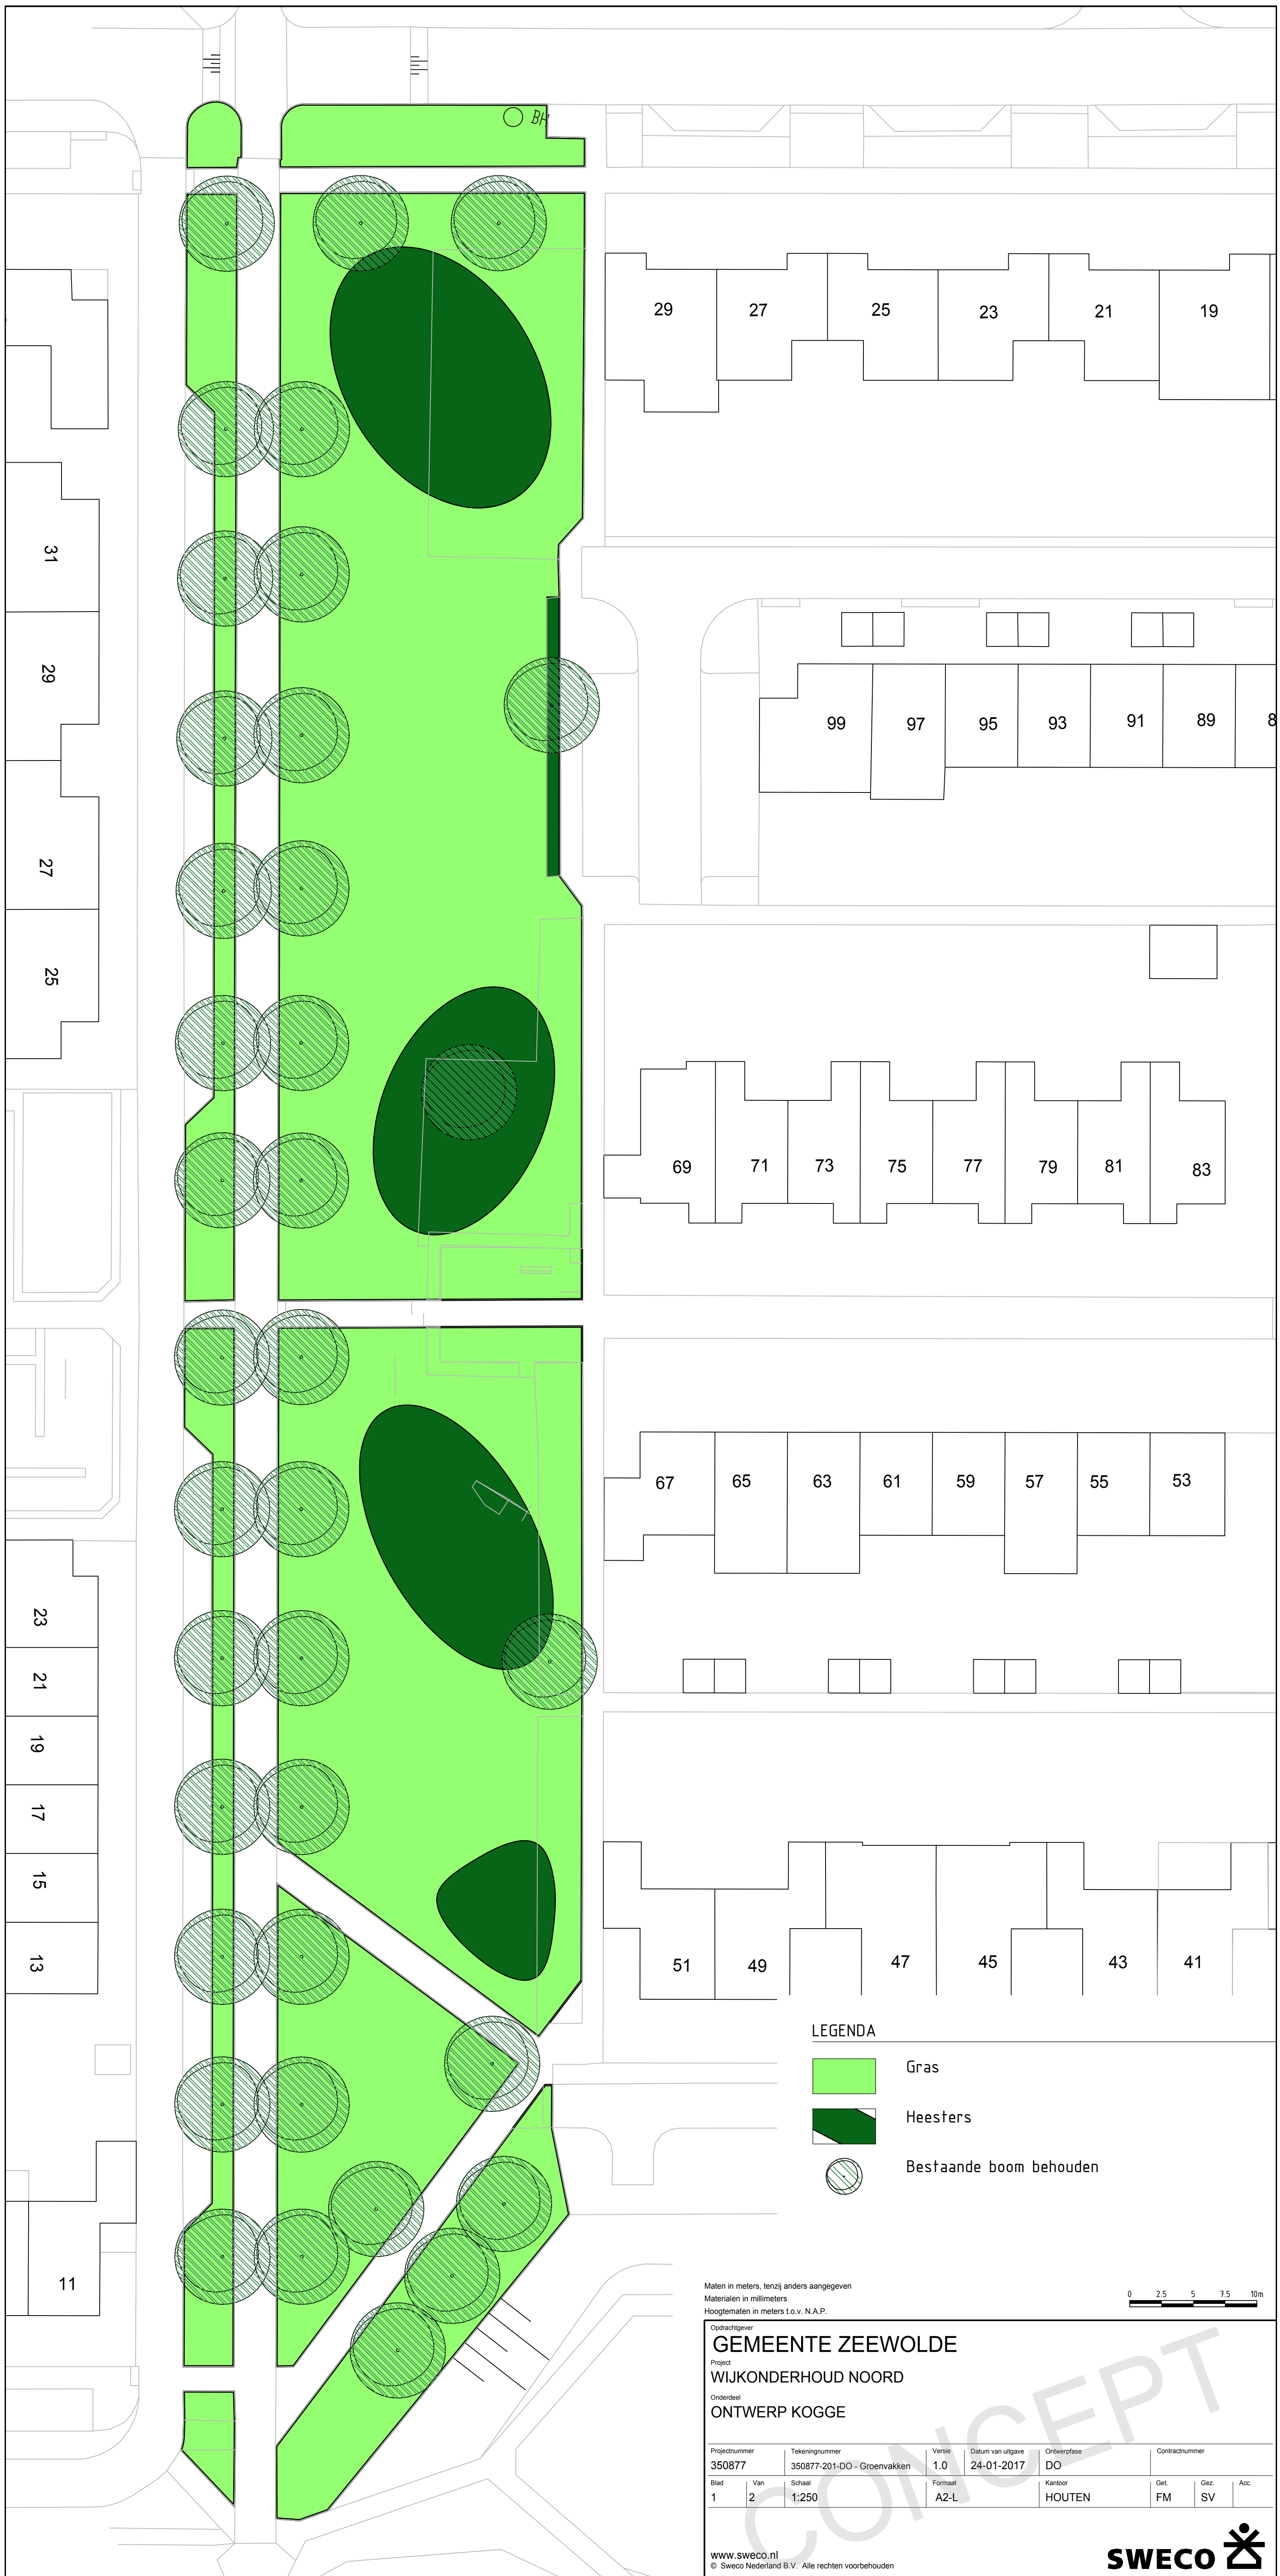 BH
29 27 25 23 21 19
31
29
27
25
99 97 95 93 91 89 8
69 71 73 75 77 79 81 83
67 65 63 61 59 57 55 53
23
21
19
17
15
13
51 49 47 45 43 41
11
LEGENDA
Gras
Heesters
Bestaande boom behouden
Maten in meters, tenzij anders aangegeven
Materialen in millimeters
Hoogtematen in meters t.o.v. N.A.P.
0 2.5 5 7.5 10m
Opdrachtgever
GEMEENTE ZEEWOLDE
Project
WIJKONDERHOUD NOORD
Onderdeel
ONTWERP KOGGE
Projectnummer Tekeningnummer Versie Datum van uitgave Ontwerpfase Contractnummer
350877 350877-201-DO - Groenvakken 1.0 24-01-2017 DO
Blad Van Schaal Formaat Kantoor Get. Gez. Acc.
1 2 1:250 A2-L HOUTEN FM SV
CONCEPT
www.sweco.nl
© Sweco Nederland B.V. Alle rechten voorbehouden
SWECO